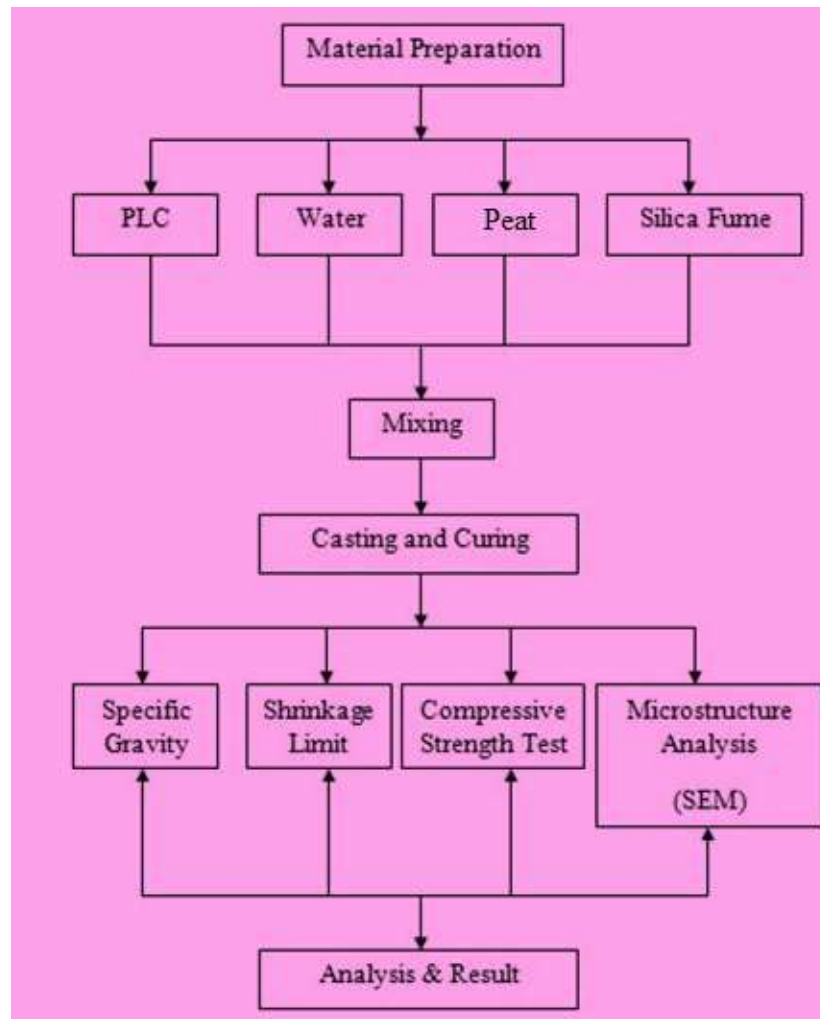 Material Preparation
PLC
Water
Peat
Silica Fume
Mixing
Casting and Curing
Specific
Gravity
Shrinkage
Limit
Compressive
Strength Test
Microstructure
Analysis
(SEM)
Analysis & Result